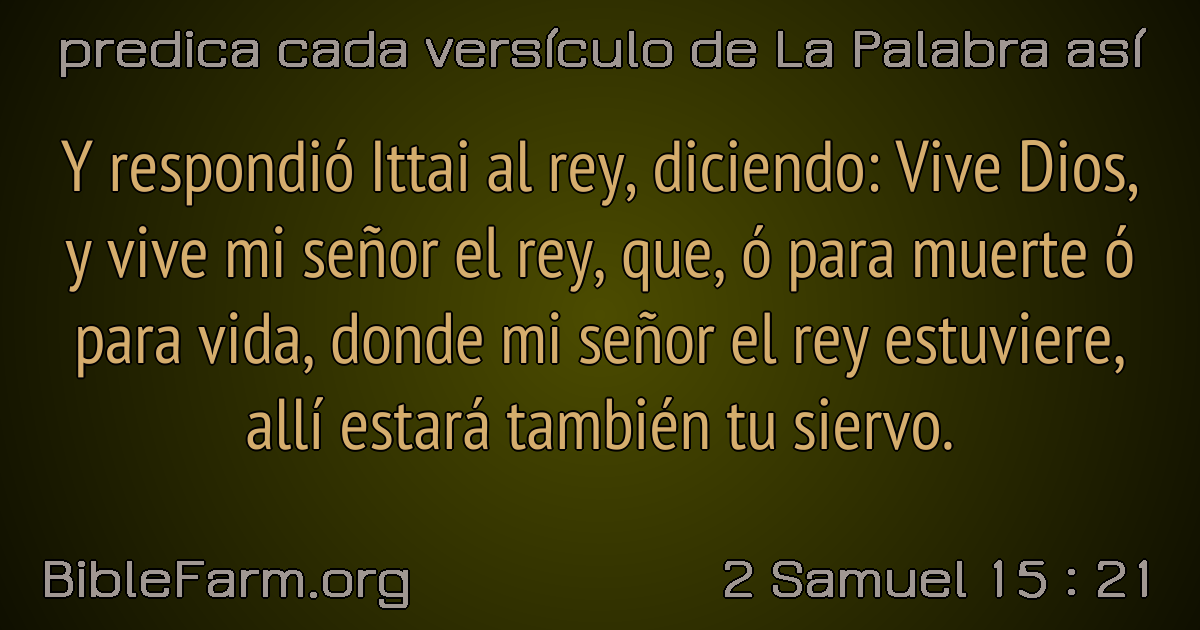 predica cada versículo de La Palabra así
Y respondió Ittai al rey, diciendo: Vive Dios,
y vive mi señor el rey, que, ó para muerte ó
para vida, donde mi señor el rey estuviere,
allí estará también tu siervo.
BibleFarm.org
2 Samuel 15 : 21